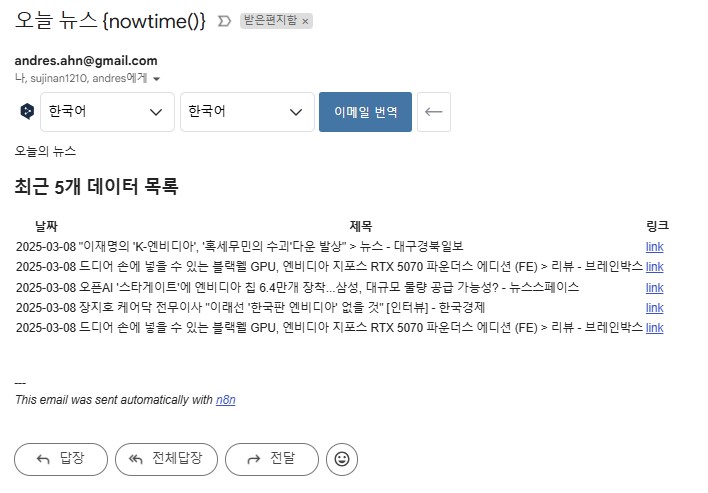 오늘 뉴스 {nowtime()} 받은편지함 ×
andres.ahn@gmail.com
나, sujinan1210, andres에게
한국어 한국어 이메일 번역
오늘의 뉴스
최근 5개 데이터 목록
날짜 제목 링크
2025-03-08 "이재명의 'K-엔비디아', '혹세무민의 수괴'다운 발상" > 뉴스 - 대구경북일보 link
2025-03-08 드디어 손에 넣을 수 있는 블랙웰 GPU, 엔비디아 지포스 RTX 5070 파운더스 에디션 (FE) > 리뷰 - 브레인박스 link
2025-03-08 오픈AI '스타게이트'에 엔비디아 칩 6.4만개 장착...삼성, 대규모 물량 공급 가능성? - 뉴스스페이스 link
2025-03-08 장지호 케어닥 전무이사 "이래선 '한국판 엔비디아' 없을 것" [인터뷰] - 한국경제 link
2025-03-08 드디어 손에 넣을 수 있는 블랙웰 GPU, 엔비디아 지포스 RTX 5070 파운더스 에디션 (FE) > 리뷰 - 브레인박스 link
---
This email was sent automatically with n8n
답장 전체답장 전달